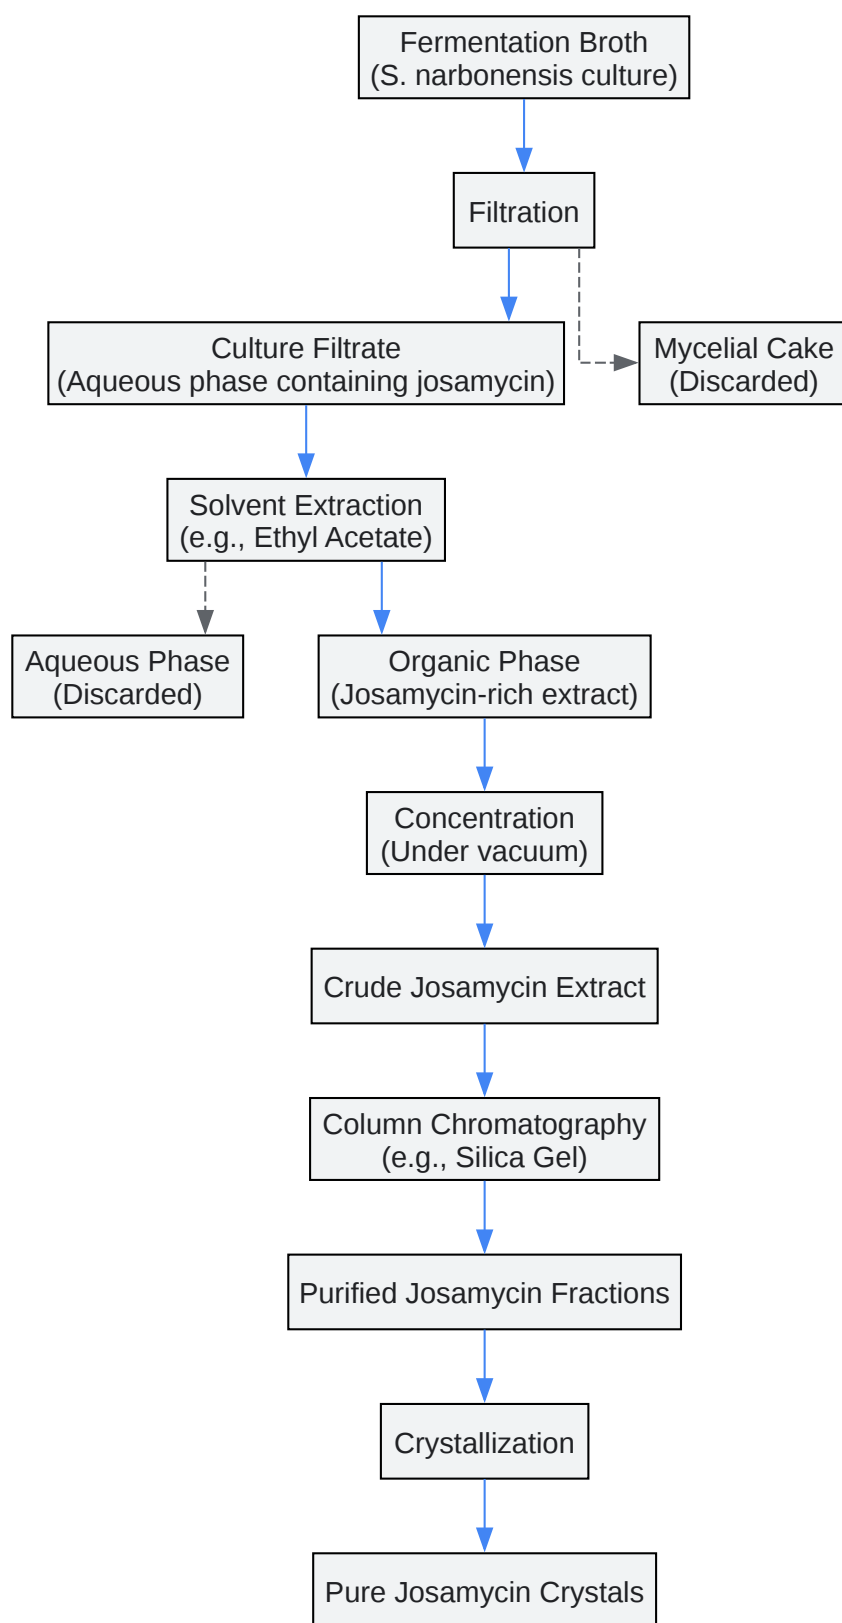 Fermentation Broth
(S. narbonensis culture)
Filtration
Culture Filtrate
(Aqueous phase containing josamycin)
Mycelial Cake
(Discarded)
Solvent Extraction
(e.g., Ethyl Acetate)
Aqueous Phase
(Discarded)
Organic Phase
(Josamycin-rich extract)
Concentration
(Under vacuum)
Crude Josamycin Extract
Column Chromatography
(e.g., Silica Gel)
Purified Josamycin Fractions
Crystallization
Pure Josamycin Crystals